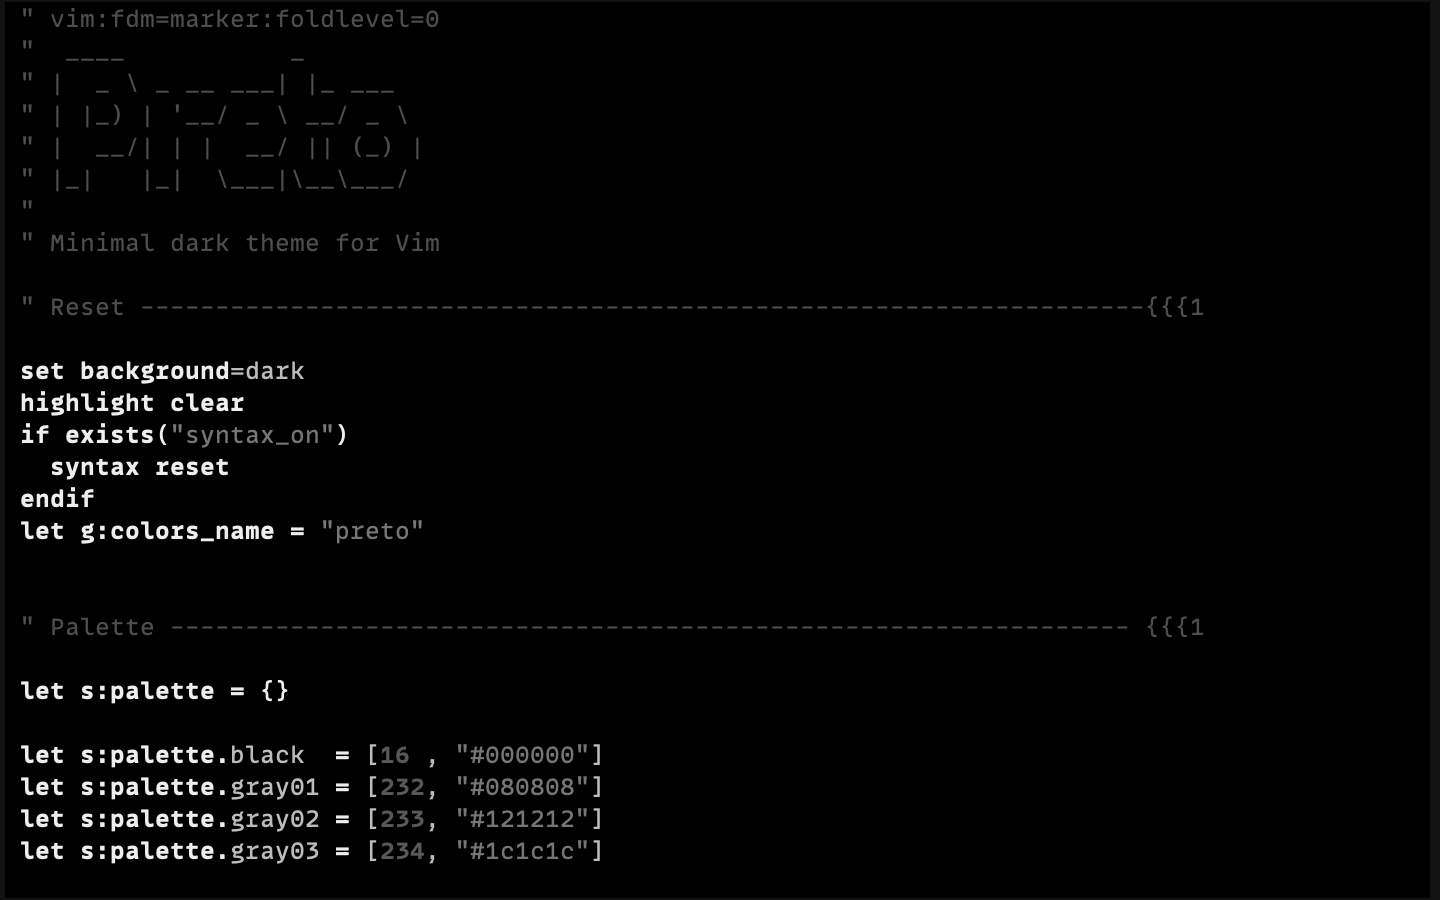 " vim:fdm=marker:foldlevel=0
"   ____           _
" |  _ \ _ __ ___| |_ ___
" | |_) | '__/ _ \ __/ _ \
" |  __/| | |  __/ || (_) |
" |_|   |_|  \___|\__\___/
"
" Minimal dark theme for Vim

" Reset -------------------------------------------------------------------{{{1

set background=dark
highlight clear
if exists("syntax_on")
  syntax reset
endif
let g:colors_name = "preto"

" Palette ---------------------------------------------------------------- {{{1

let s:palette = {}

let s:palette.black  = [16 , "#000000"]
let s:palette.gray01 = [232, "#080808"]
let s:palette.gray02 = [233, "#121212"]
let s:palette.gray03 = [234, "#1c1c1c"]